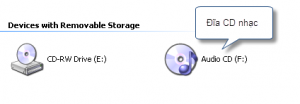 Đĩa CD nhạc
Devices with Removable Storage
CD-RW Drive (E:)
Audio CD (F:)